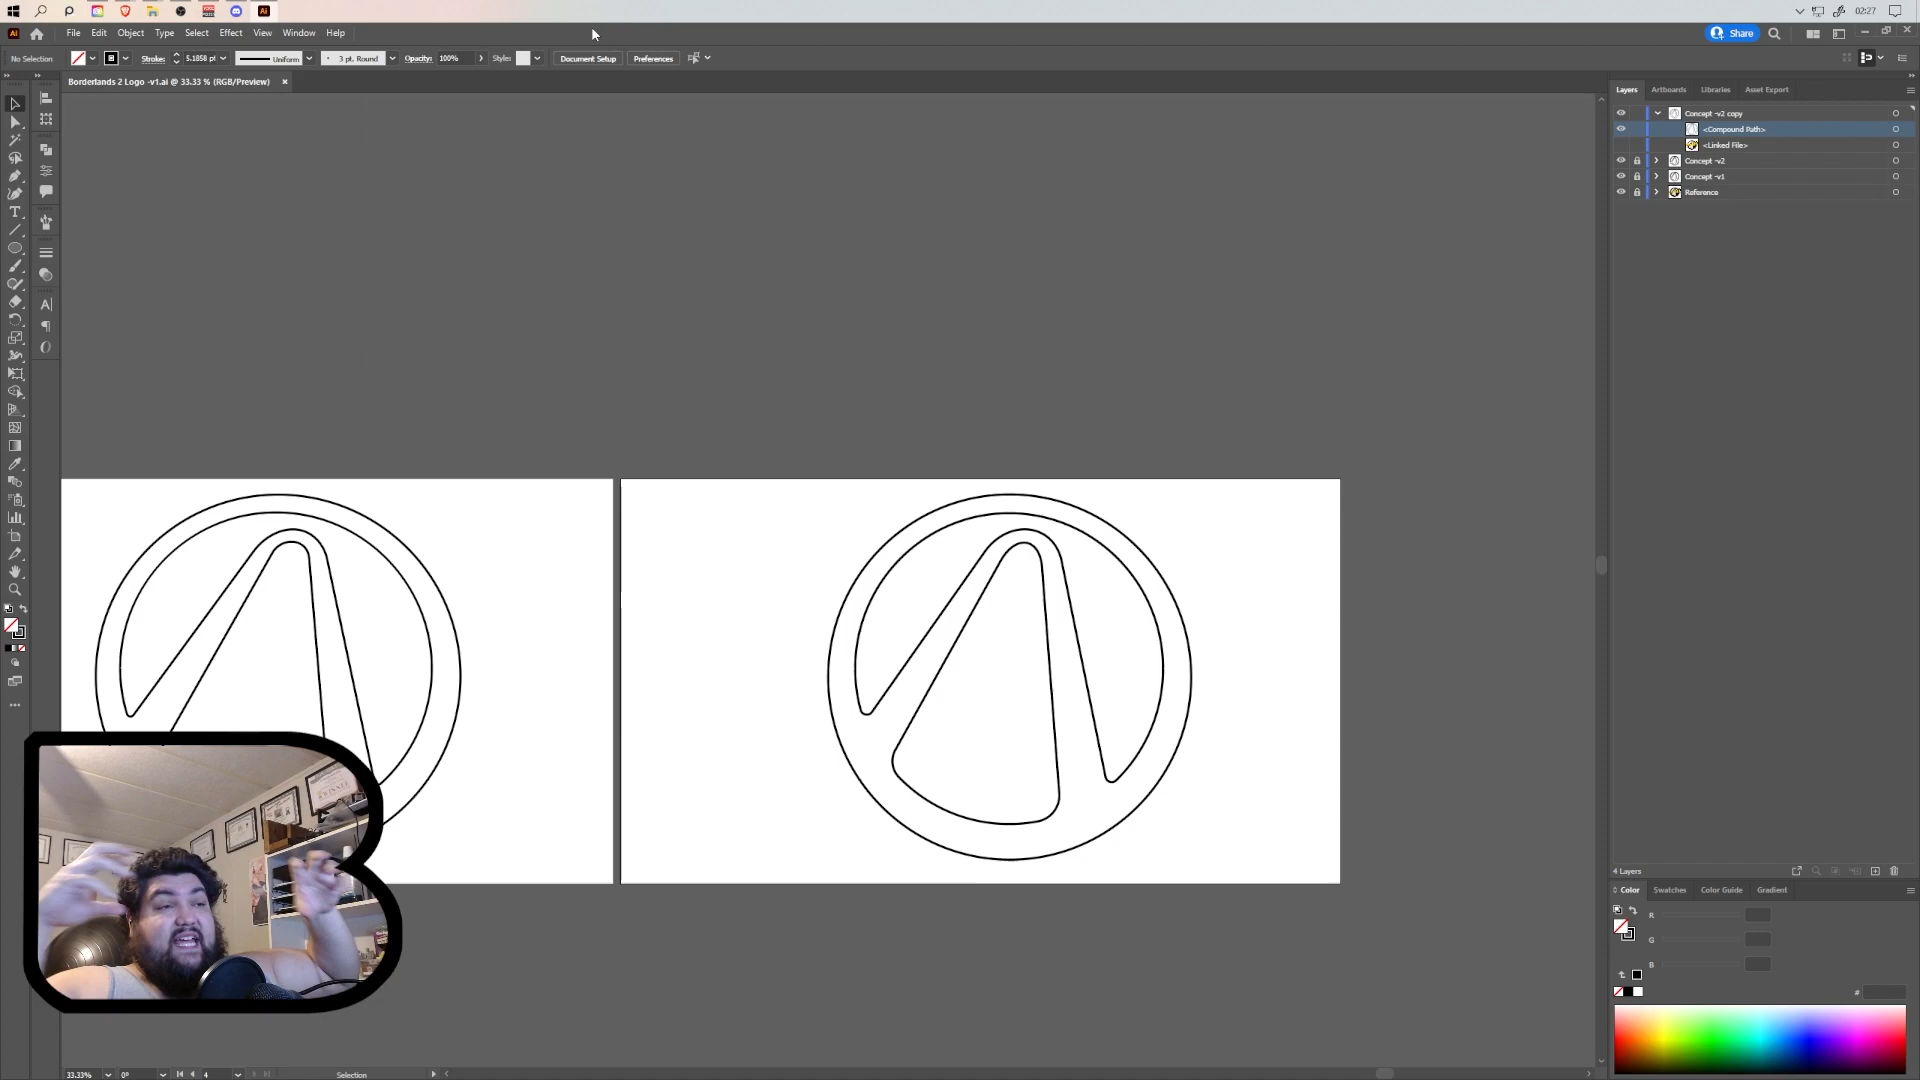 02:27
Ai File Edit Object Type Select Effect View Window Help Share
No Selection Stroke: 5.1858 pt Uniform 3 pt. Round Opacity: 100% Style: Document Setup Preferences
Borderlands 2 Logo -v1.ai @ 33.33 % (RGB/Preview)
Layers Artboards Libraries Asset Export
Concept -v2 copy
<Compound Path>
<Linked File>
Concept -v2
Concept -v1
Reference
4 Layers
Color Swatches Color Guide Gradient
R
G
B
#
WINNER
33.33% 0° 4 Selection